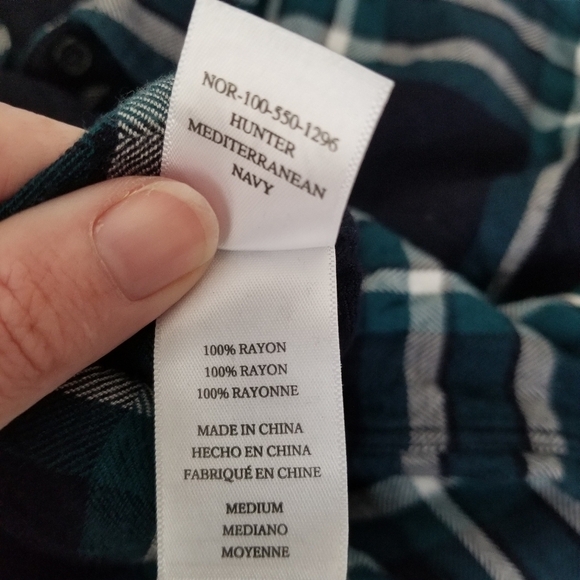 NOR-100-550-1296
HUNTER
MEDITERRANEAN
NAVY
100% RAYON
100% RAYON
100% RAYONNE
MADE IN CHINA
HECHO EN CHINA
FABRIQUÉ EN CHINE
MEDIUM
MEDIANO
MOYENNE